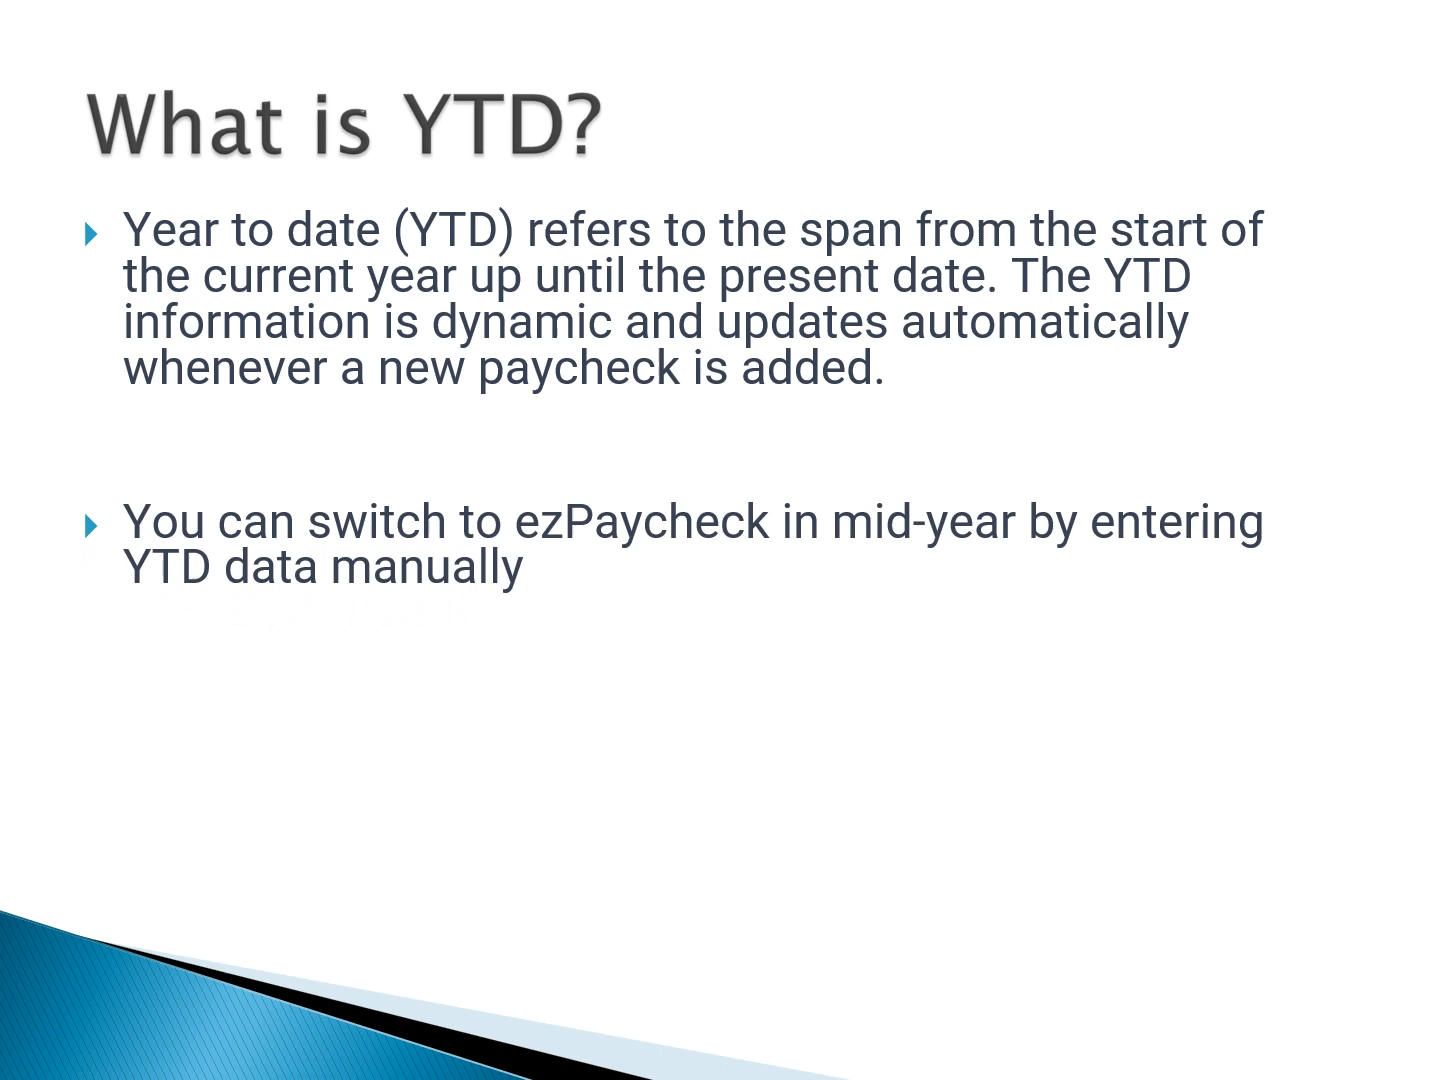 What is YTD?
Year to date (YTD) refers to the span from the start of
the current year up until the present date. The YTD
information is dynamic and updates automatically
whenever a new paycheck is added.
You can switch to ezPaycheck in mid-year by entering
YTD data manually